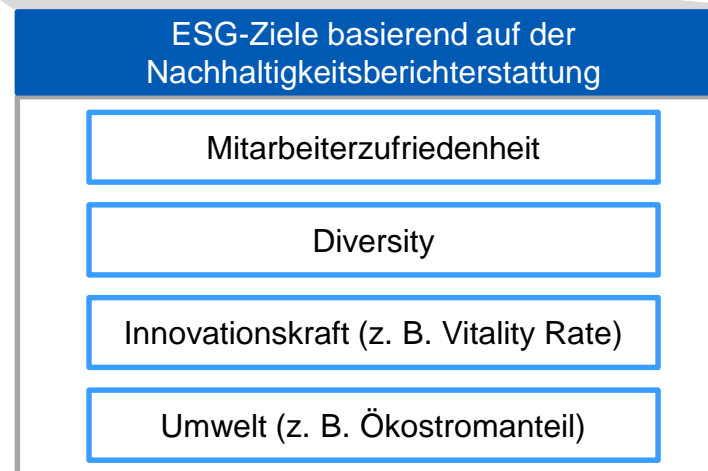 ESG-Ziele basierend auf der
Nachhaltigkeitsberichterstattung
Mitarbeiterzufriedenheit
Diversity
Innovationskraft (z. B. Vitality Rate)
Umwelt (z. B. Ökostromanteil)